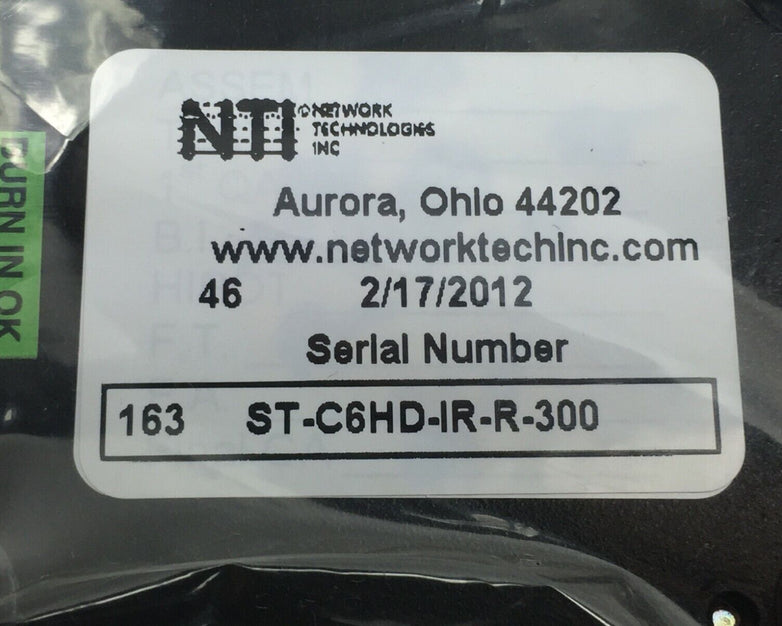 NTI NETWORK
TECHNOLOGIES
INC
Aurora, Ohio 44202
www.networktechinc.com
46 2/17/2012
Serial Number
163 ST-C6HD-IR-R-300
BURN IN OK
ASSEM
F.T.